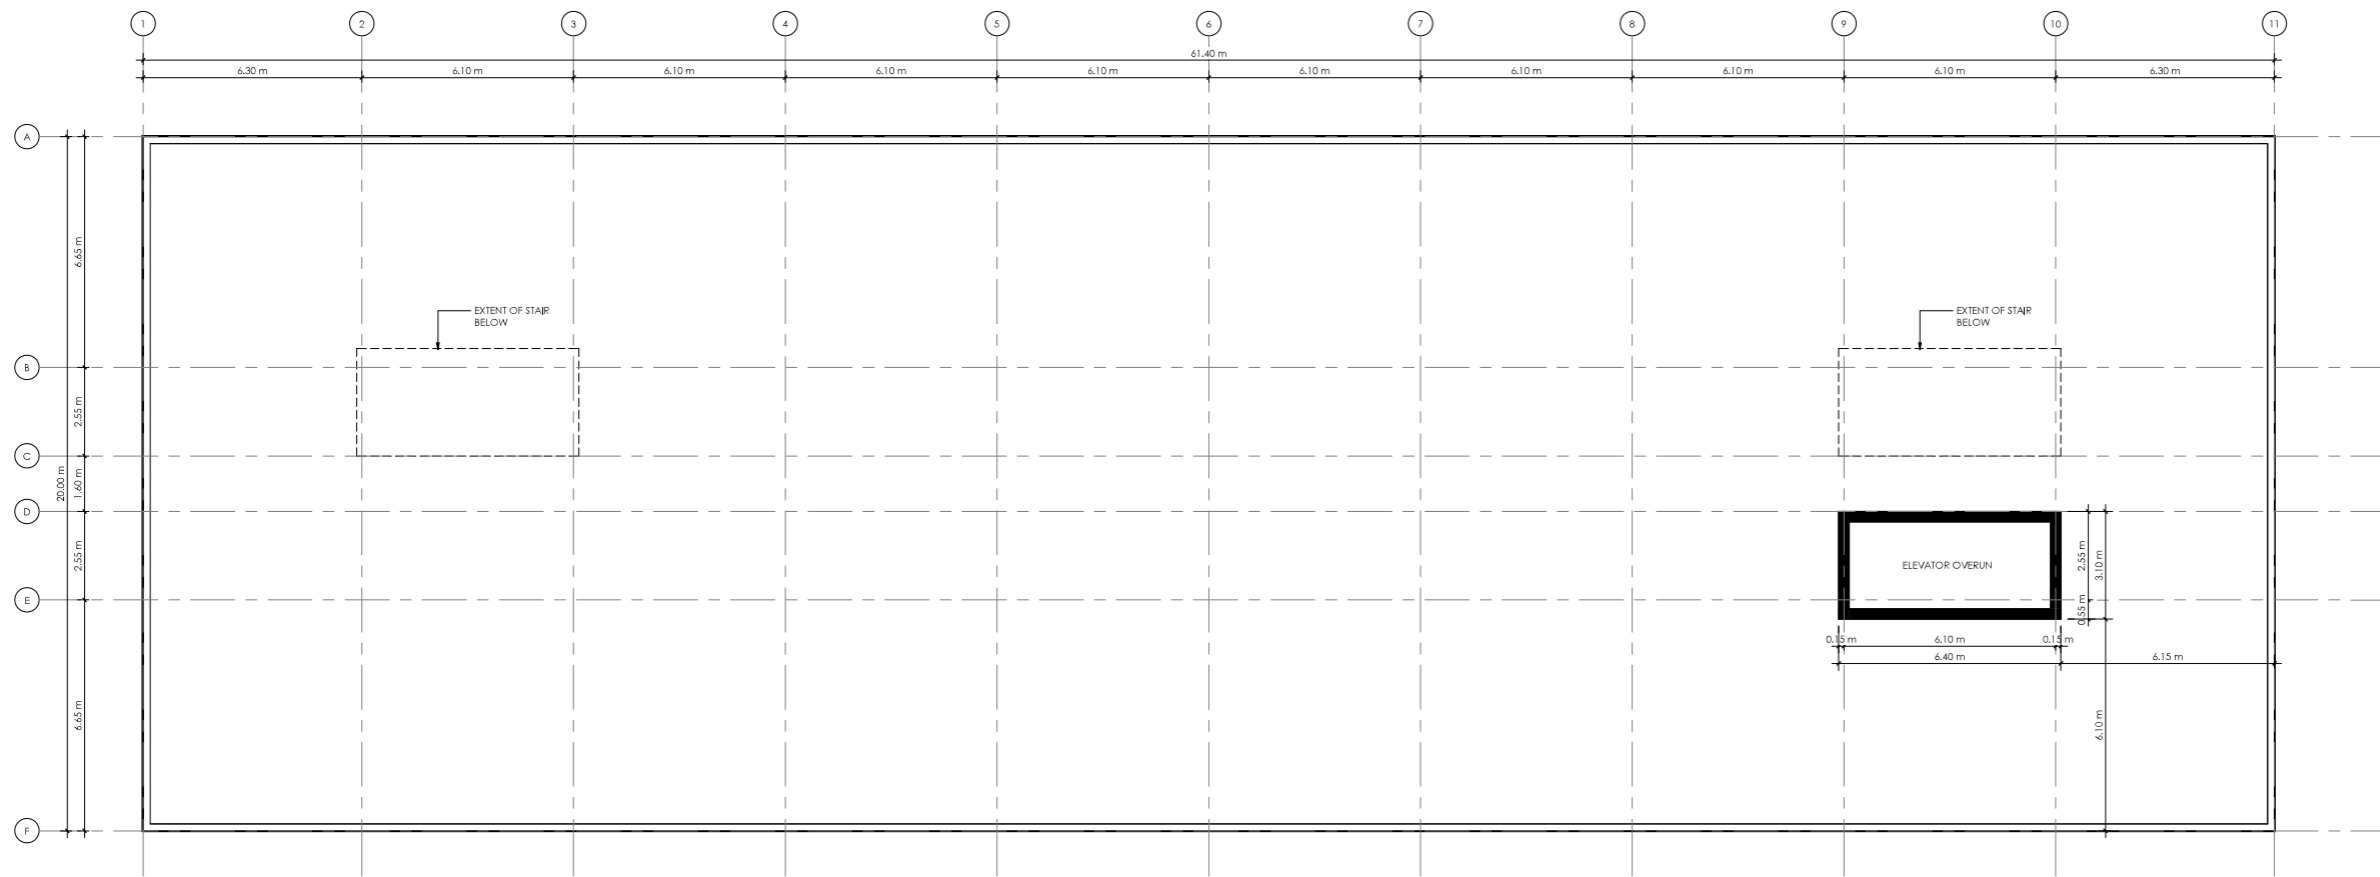 1 2 3 4 5 6 7 8 9 10 11
61.40 m
6.30 m 6.10 m 6.10 m 6.10 m 6.10 m 6.10 m 6.10 m 6.10 m 6.10 m 6.30 m
A
6.65 m
EXTENT OF STAIR
BELOW
EXTENT OF STAIR
BELOW
B
2.55 m
C
20.00 m
1.60 m
D
2.55 m
ELEVATOR OVERUN
2.55 m
3.10 m
E
0.55 m
0.15 m 6.10 m 0.15 m
6.40 m 6.15 m
6.65 m
6.10 m
F